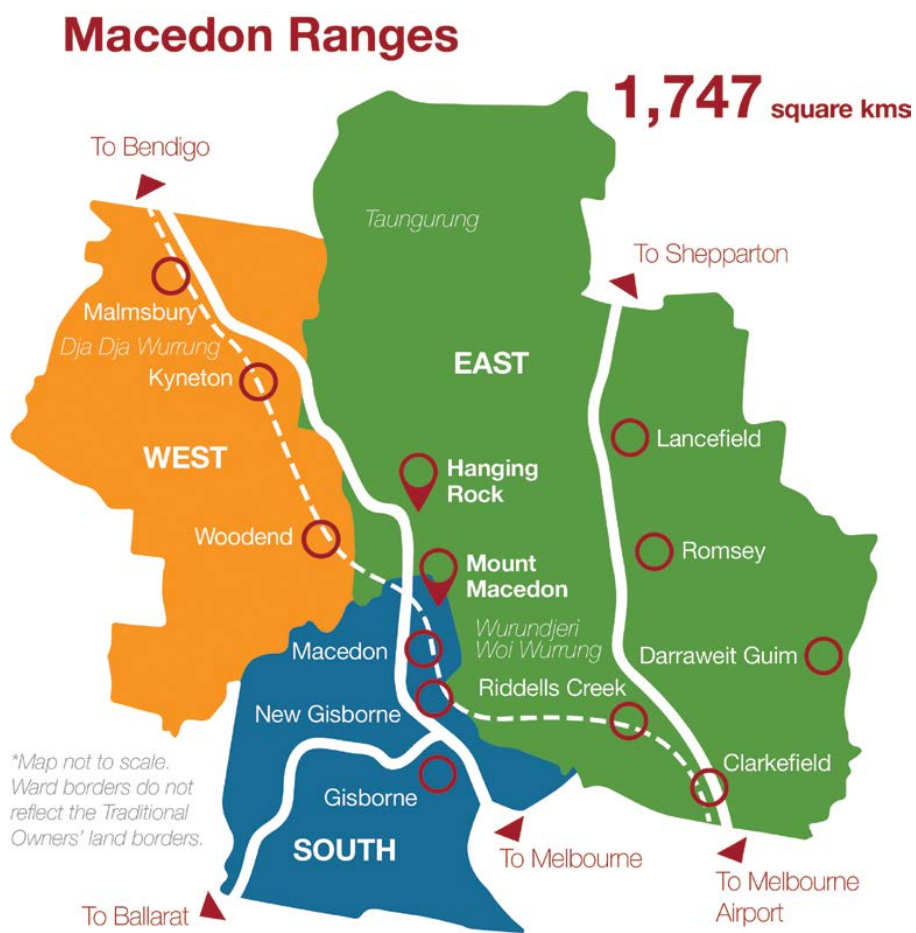 Macedon Ranges
1,747 square kms
To Bendigo
Taungurung
To Shepparton
Malmsbury
Dja Dja Wurrung
Kyneton
EAST
WEST
Lancefield
Hanging
Rock
Woodend
Romsey
Mount
Macedon
Wurundjeri
Woi Wurrung
Macedon
Darraweit Guim
Riddells Creek
New Gisborne
*Map not to scale.
Ward borders do not
reflect the Traditional
Owners' land borders.
Clarkefield
Gisborne
SOUTH
To Melbourne
To Melbourne
Airport
To Ballarat